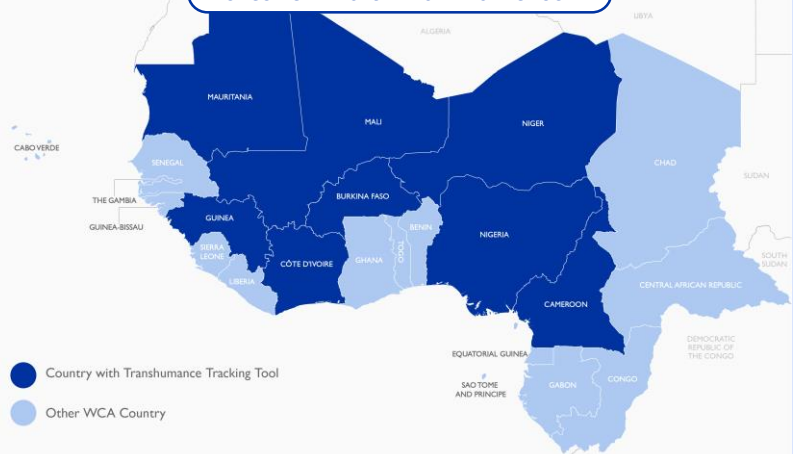 ALGERIA
LIBYA
MAURITANIA
MALI
NIGER
CABO VERDE
SENEGAL
CHAD
SUDAN
THE GAMBIA
BURKINA FASO
GUINEA
GUINEA-BISSAU
BENIN
NIGERIA
SIERRA
LEONE
CÔTE D'IVOIRE
GHANA
TOGO
SOUTH
SUDAN
LIBERIA
CENTRAL AFRICAN REPUBLIC
CAMEROON
DEMOCRATIC
REPUBLIC OF
THE CONGO
EQUATORIAL GUINEA
Country with Transhumance Tracking Tool
SAO TOME
AND PRINCIPE
GABON
CONGO
Other WCA Country